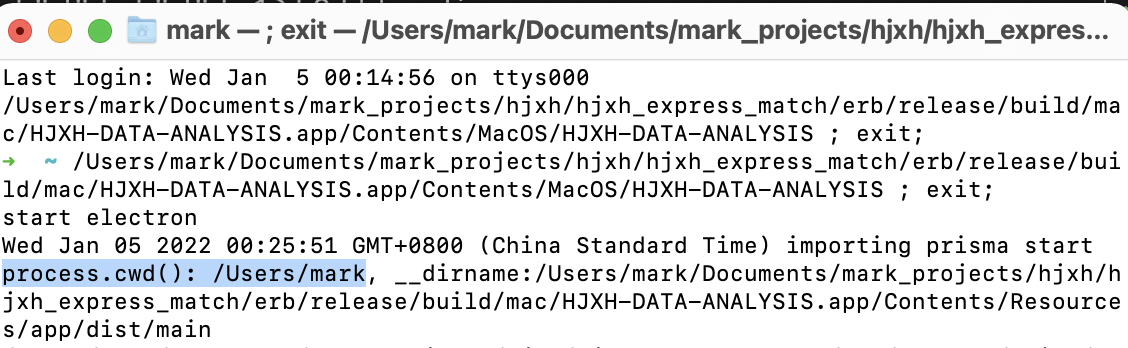 mark — ; exit — /Users/mark/Documents/mark_projects/hjxh/hjxh_expres...
Last login: Wed Jan  5 00:14:56 on ttys000
/Users/mark/Documents/mark_projects/hjxh/hjxh_express_match/erb/release/build/ma
c/HJXH-DATA-ANALYSIS.app/Contents/MacOS/HJXH-DATA-ANALYSIS ; exit;
➜  ~ /Users/mark/Documents/mark_projects/hjxh/hjxh_express_match/erb/release/bui
ld/mac/HJXH-DATA-ANALYSIS.app/Contents/MacOS/HJXH-DATA-ANALYSIS ; exit;
start electron
Wed Jan 05 2022 00:25:51 GMT+0800 (China Standard Time) importing prisma start
process.cwd(): /Users/mark, __dirname:/Users/mark/Documents/mark_projects/hjxh/h
jxh_express_match/erb/release/build/mac/HJXH-DATA-ANALYSIS.app/Contents/Resource
s/app/dist/main